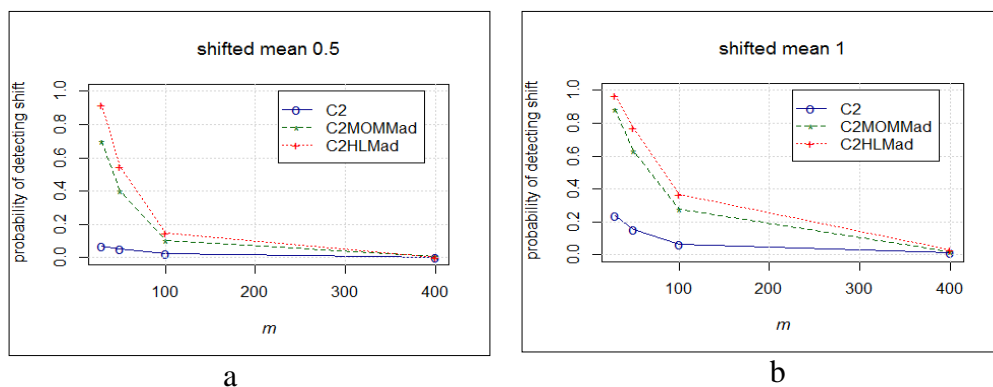 shifted mean 0.5
probability of detecting shift
1.0
0.8
0.6
0.4
0.2
0.0
C2
C2MOMMad
C2HLMad
100 200 300 400
m
a
shifted mean 1
probability of detecting shift
1.0
0.8
0.6
0.4
0.2
0.0
C2
C2MOMMad
C2HLMad
100 200 300 400
m
b